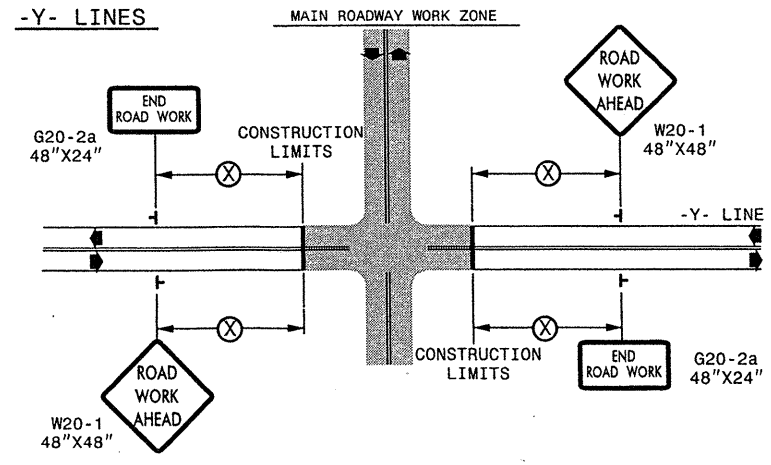 -Y- LINES
MAIN ROADWAY WORK ZONE
END
ROAD WORK
G20-2a
48"X24"
CONSTRUCTION
LIMITS
X
ROAD
WORK
AHEAD
W20-1
48"X48"
X
-Y- LINE
X
ROAD
WORK
AHEAD
W20-1
48"X48"
CONSTRUCTION
LIMITS
X
END
ROAD WORK
G20-2a
48"X24"